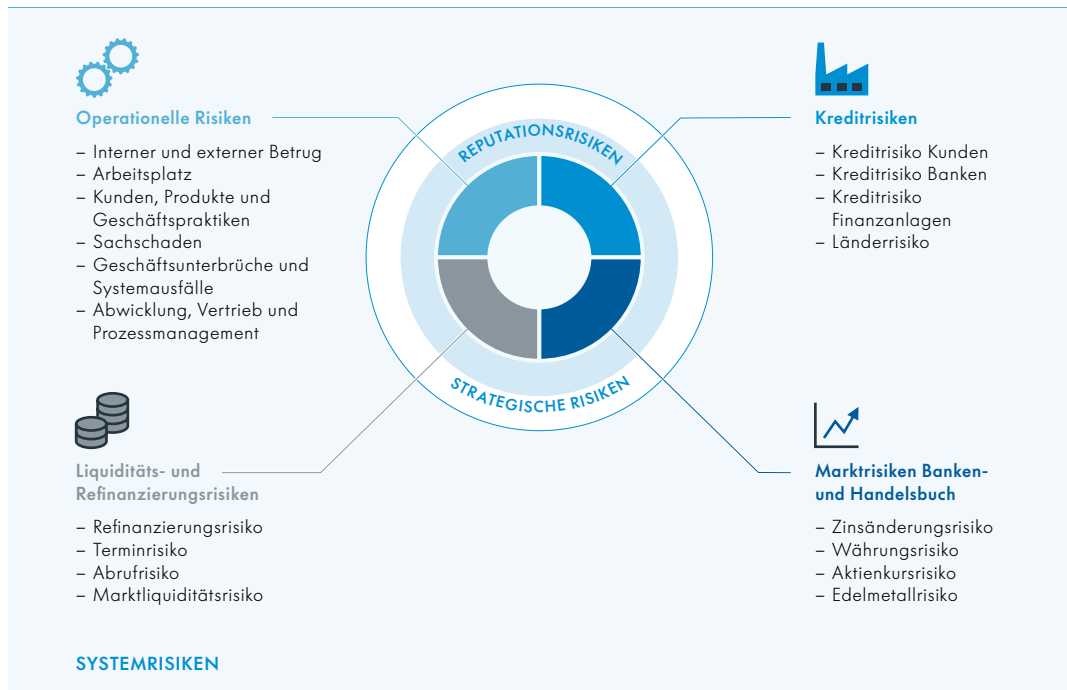 Operationelle Risiken
– Interner und externer Betrug
– Arbeitsplatz
– Kunden, Produkte und
Geschäftspraktiken
– Sachschaden
– Geschäftsunterbrüche und
Systemausfälle
– Abwicklung, Vertrieb und
Prozessmanagement
REPUTATIONSRISIKEN
STRATEGISCHE RISIKEN
Kreditrisiken
– Kreditrisiko Kunden
– Kreditrisiko Banken
– Kreditrisiko
Finanzanlagen
– Länderrisiko
Liquiditäts- und
Refinanzierungsrisiken
– Refinanzierungsrisiko
– Terminrisiko
– Abrufrisiko
– Marktliquiditätsrisiko
Marktrisiken Banken-
und Handelsbuch
– Zinsänderungsrisiko
– Währungsrisiko
– Aktienkursrisiko
– Edelmetallrisiko
SYSTEMRISIKEN